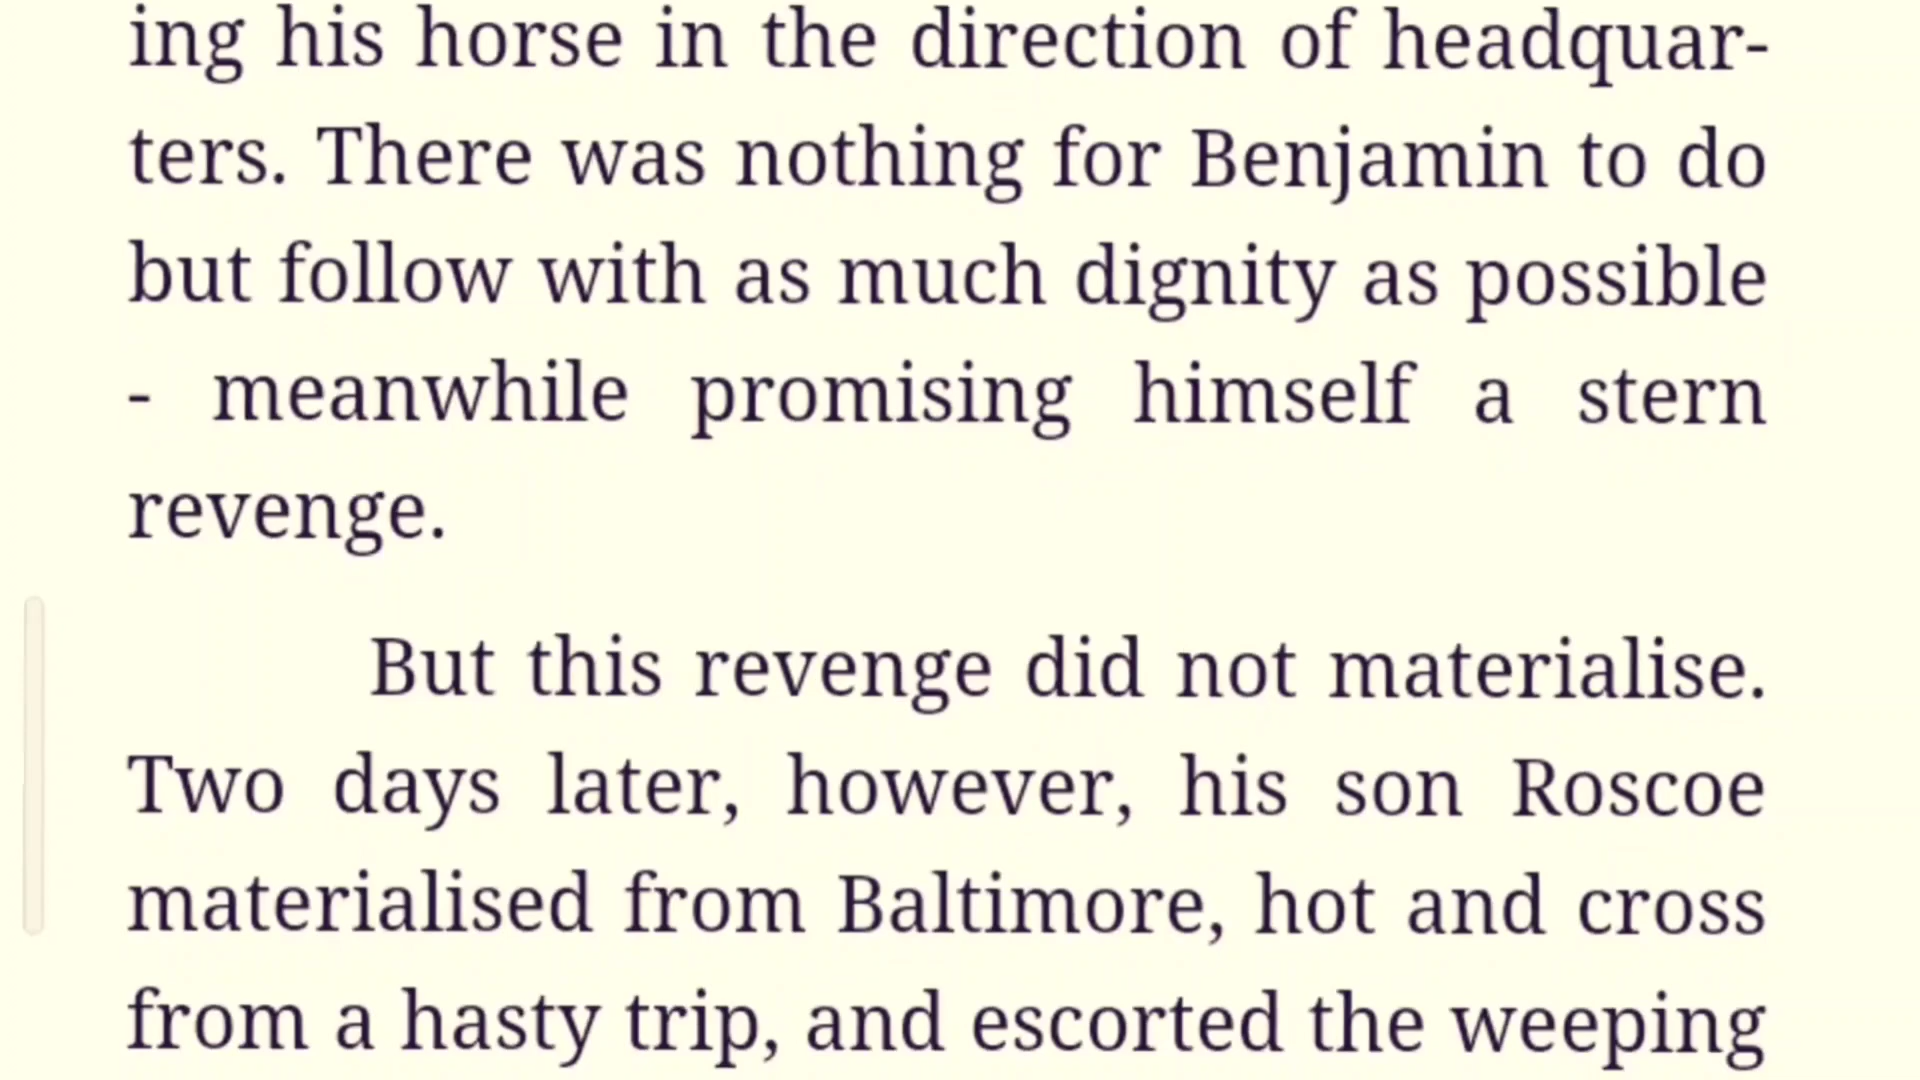 ing his horse in the direction of headquar-
ters. There was nothing for Benjamin to do
but follow with as much dignity as possible
- meanwhile promising himself a stern
revenge.
But this revenge did not materialise.
Two days later, however, his son Roscoe
materialised from Baltimore, hot and cross
from a hasty trip, and escorted the weeping